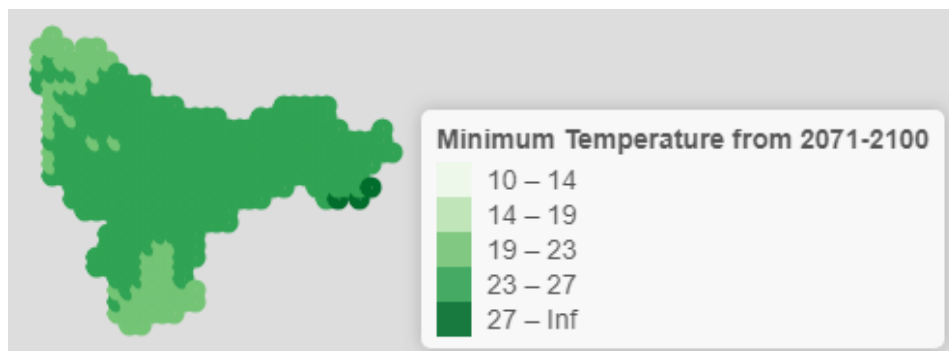 Minimum Temperature from 2071-2100
10 – 14
14 – 19
19 – 23
23 – 27
27 – Inf